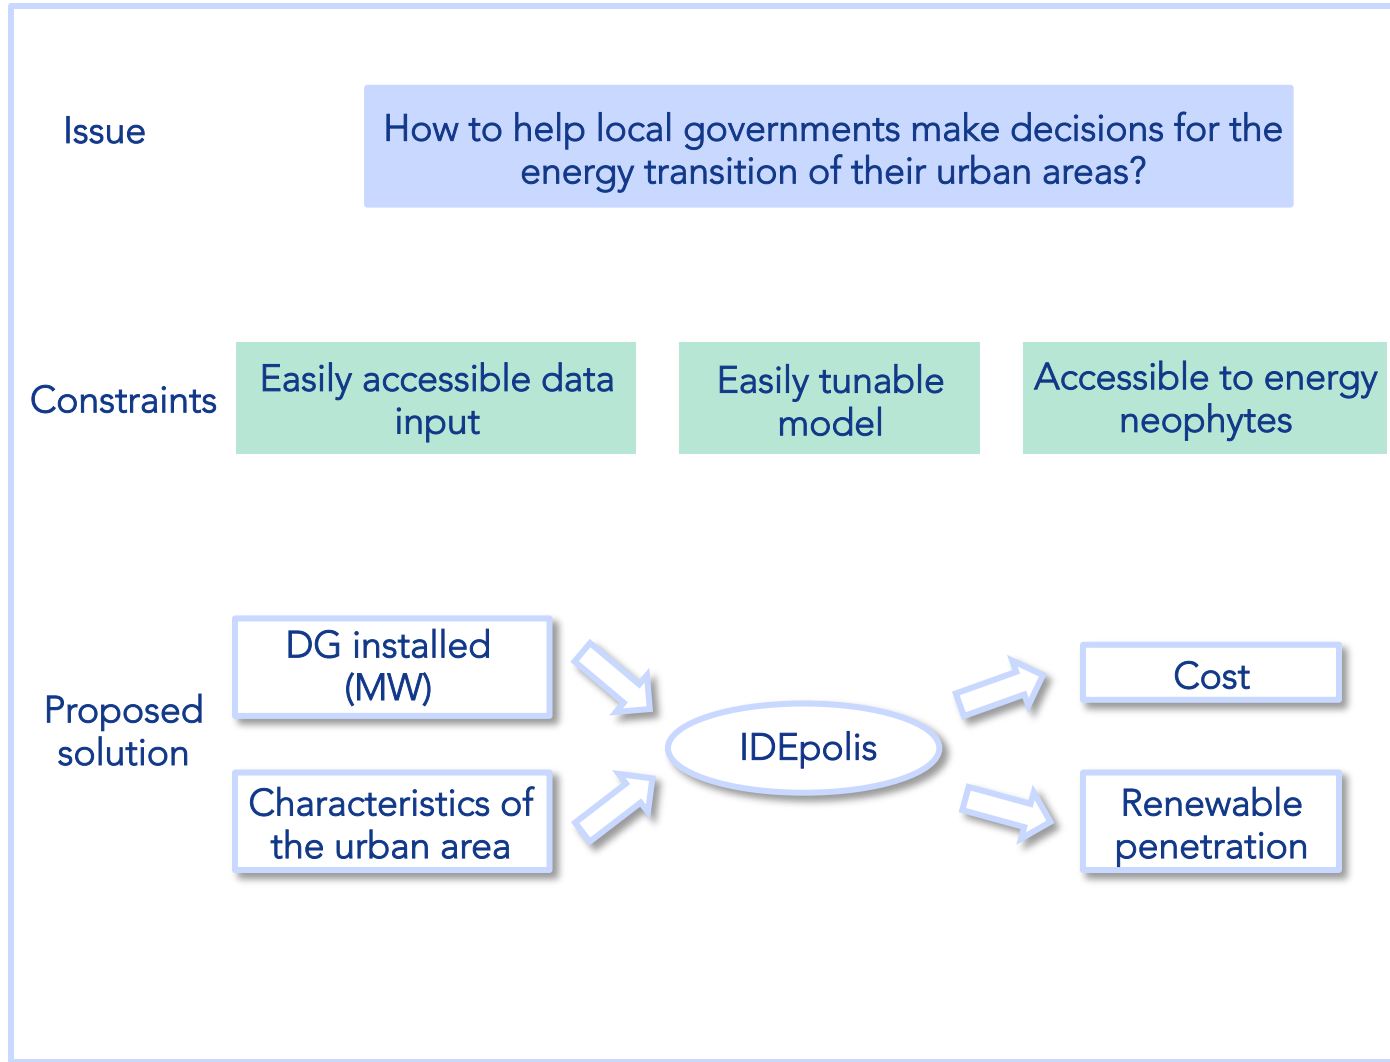 Issue
How to help local governments make decisions for the
energy transition of their urban areas?
Constraints
Easily accessible data
input
Easily tunable
model
Accessible to energy
neophytes
Proposed
solution
DG installed
(MW)
Characteristics of
the urban area
IDEpolis
Cost
Renewable
penetration